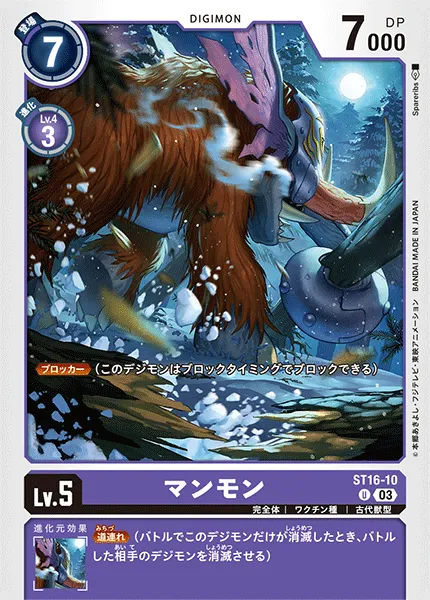 登場
7
DIGIMON
7000
DP
進化
Lv.4
3
Spareribs
©本郷あきよし・フジテレビ・東映アニメーション BANDAI MADE IN JAPAN
ブロッカー (このデジモンはブロックタイミングでブロックできる)
Lv.5
マンモン
ST16-10
U 03
完全体 | ワクチン種 | 古代獣型
進化元効果
道連れ(バトルでこのデジモンだけが消滅したとき、バトル
した相手のデジモンを消滅させる)